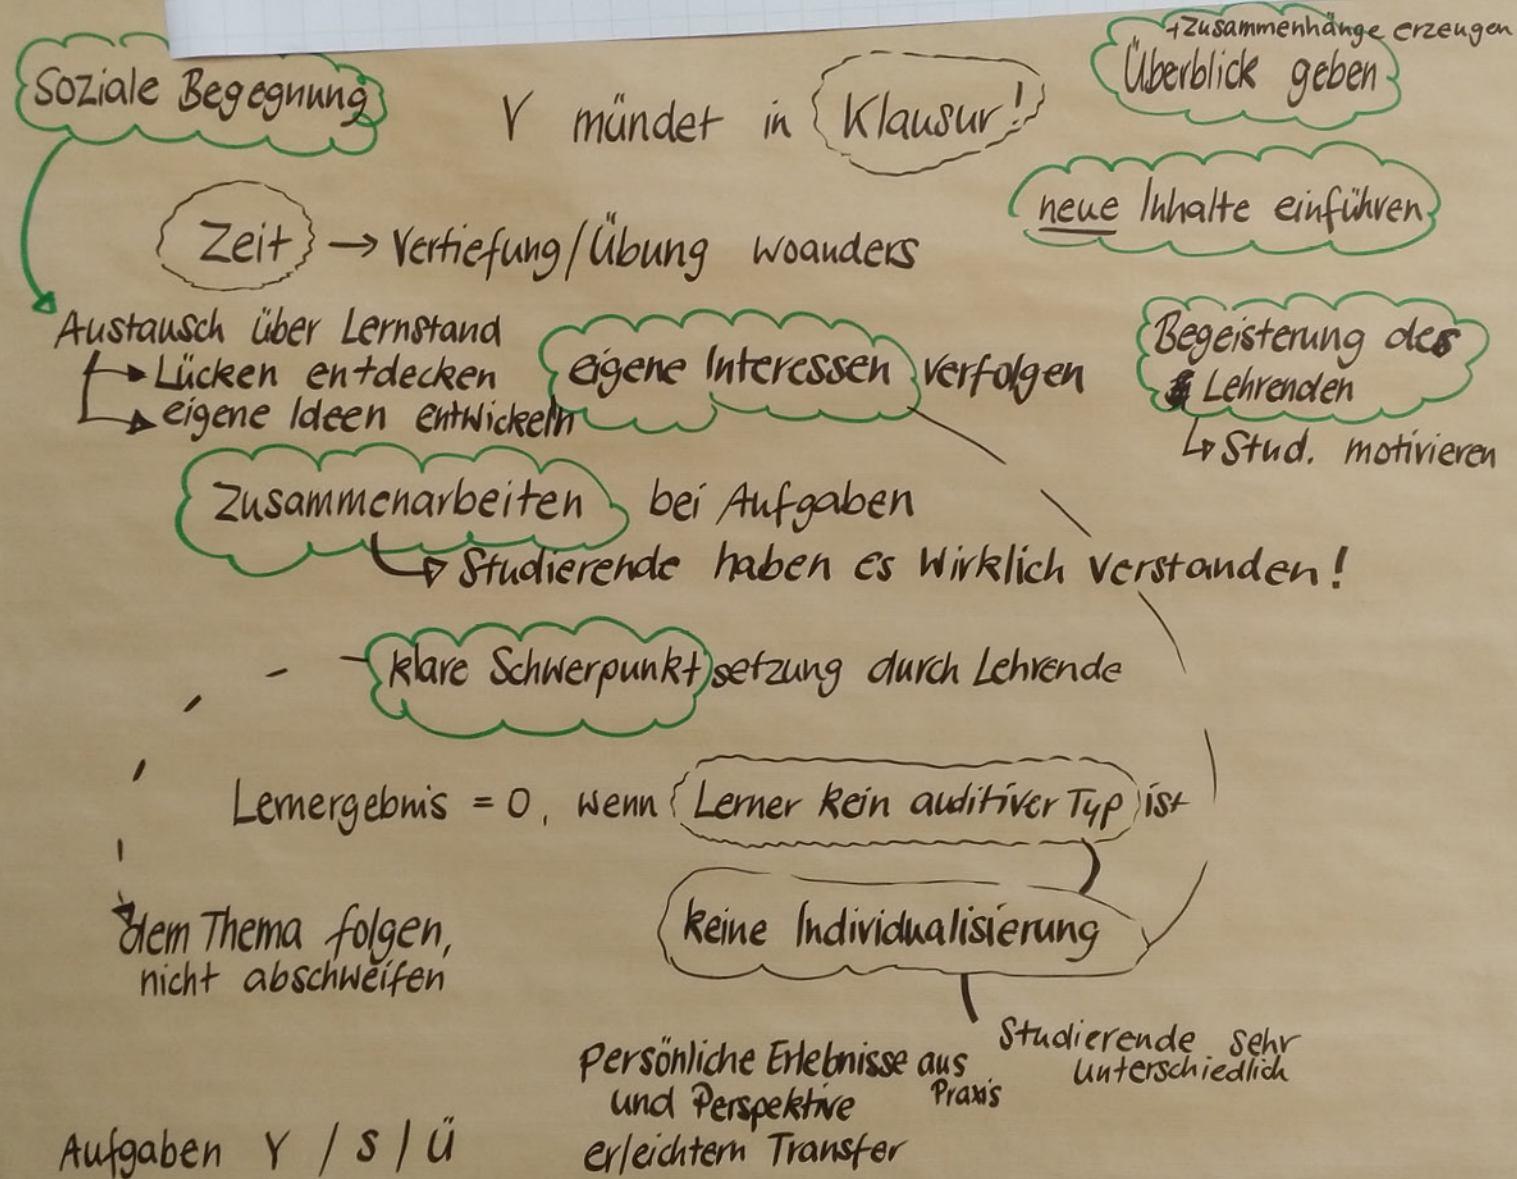 +Zusammenhänge erzeugen
Überblick geben
Soziale Begegnung
V mündet in Klausur!
neue Inhalte einführen
Zeit → Vertiefung/Übung woanders
Austausch über Lernstand
Lücken entdecken
eigene Ideen entwickeln
eigene Interessen verfolgen
Begeisterung des
Lehrenden
Stud. motivieren
Zusammenarbeiten bei Aufgaben
Studierende haben es wirklich verstanden!
klare Schwerpunktsetzung durch Lehrende
Lernergebnis = 0, wenn Lerner kein auditiver Typ ist
dem Thema folgen,
nicht abschweifen
keine Individualisierung
Studierende sehr
unterschiedlich
Persönliche Erlebnisse aus
Praxis
und Perspektive
erleichtern Transfer
Aufgaben V / S / Ü